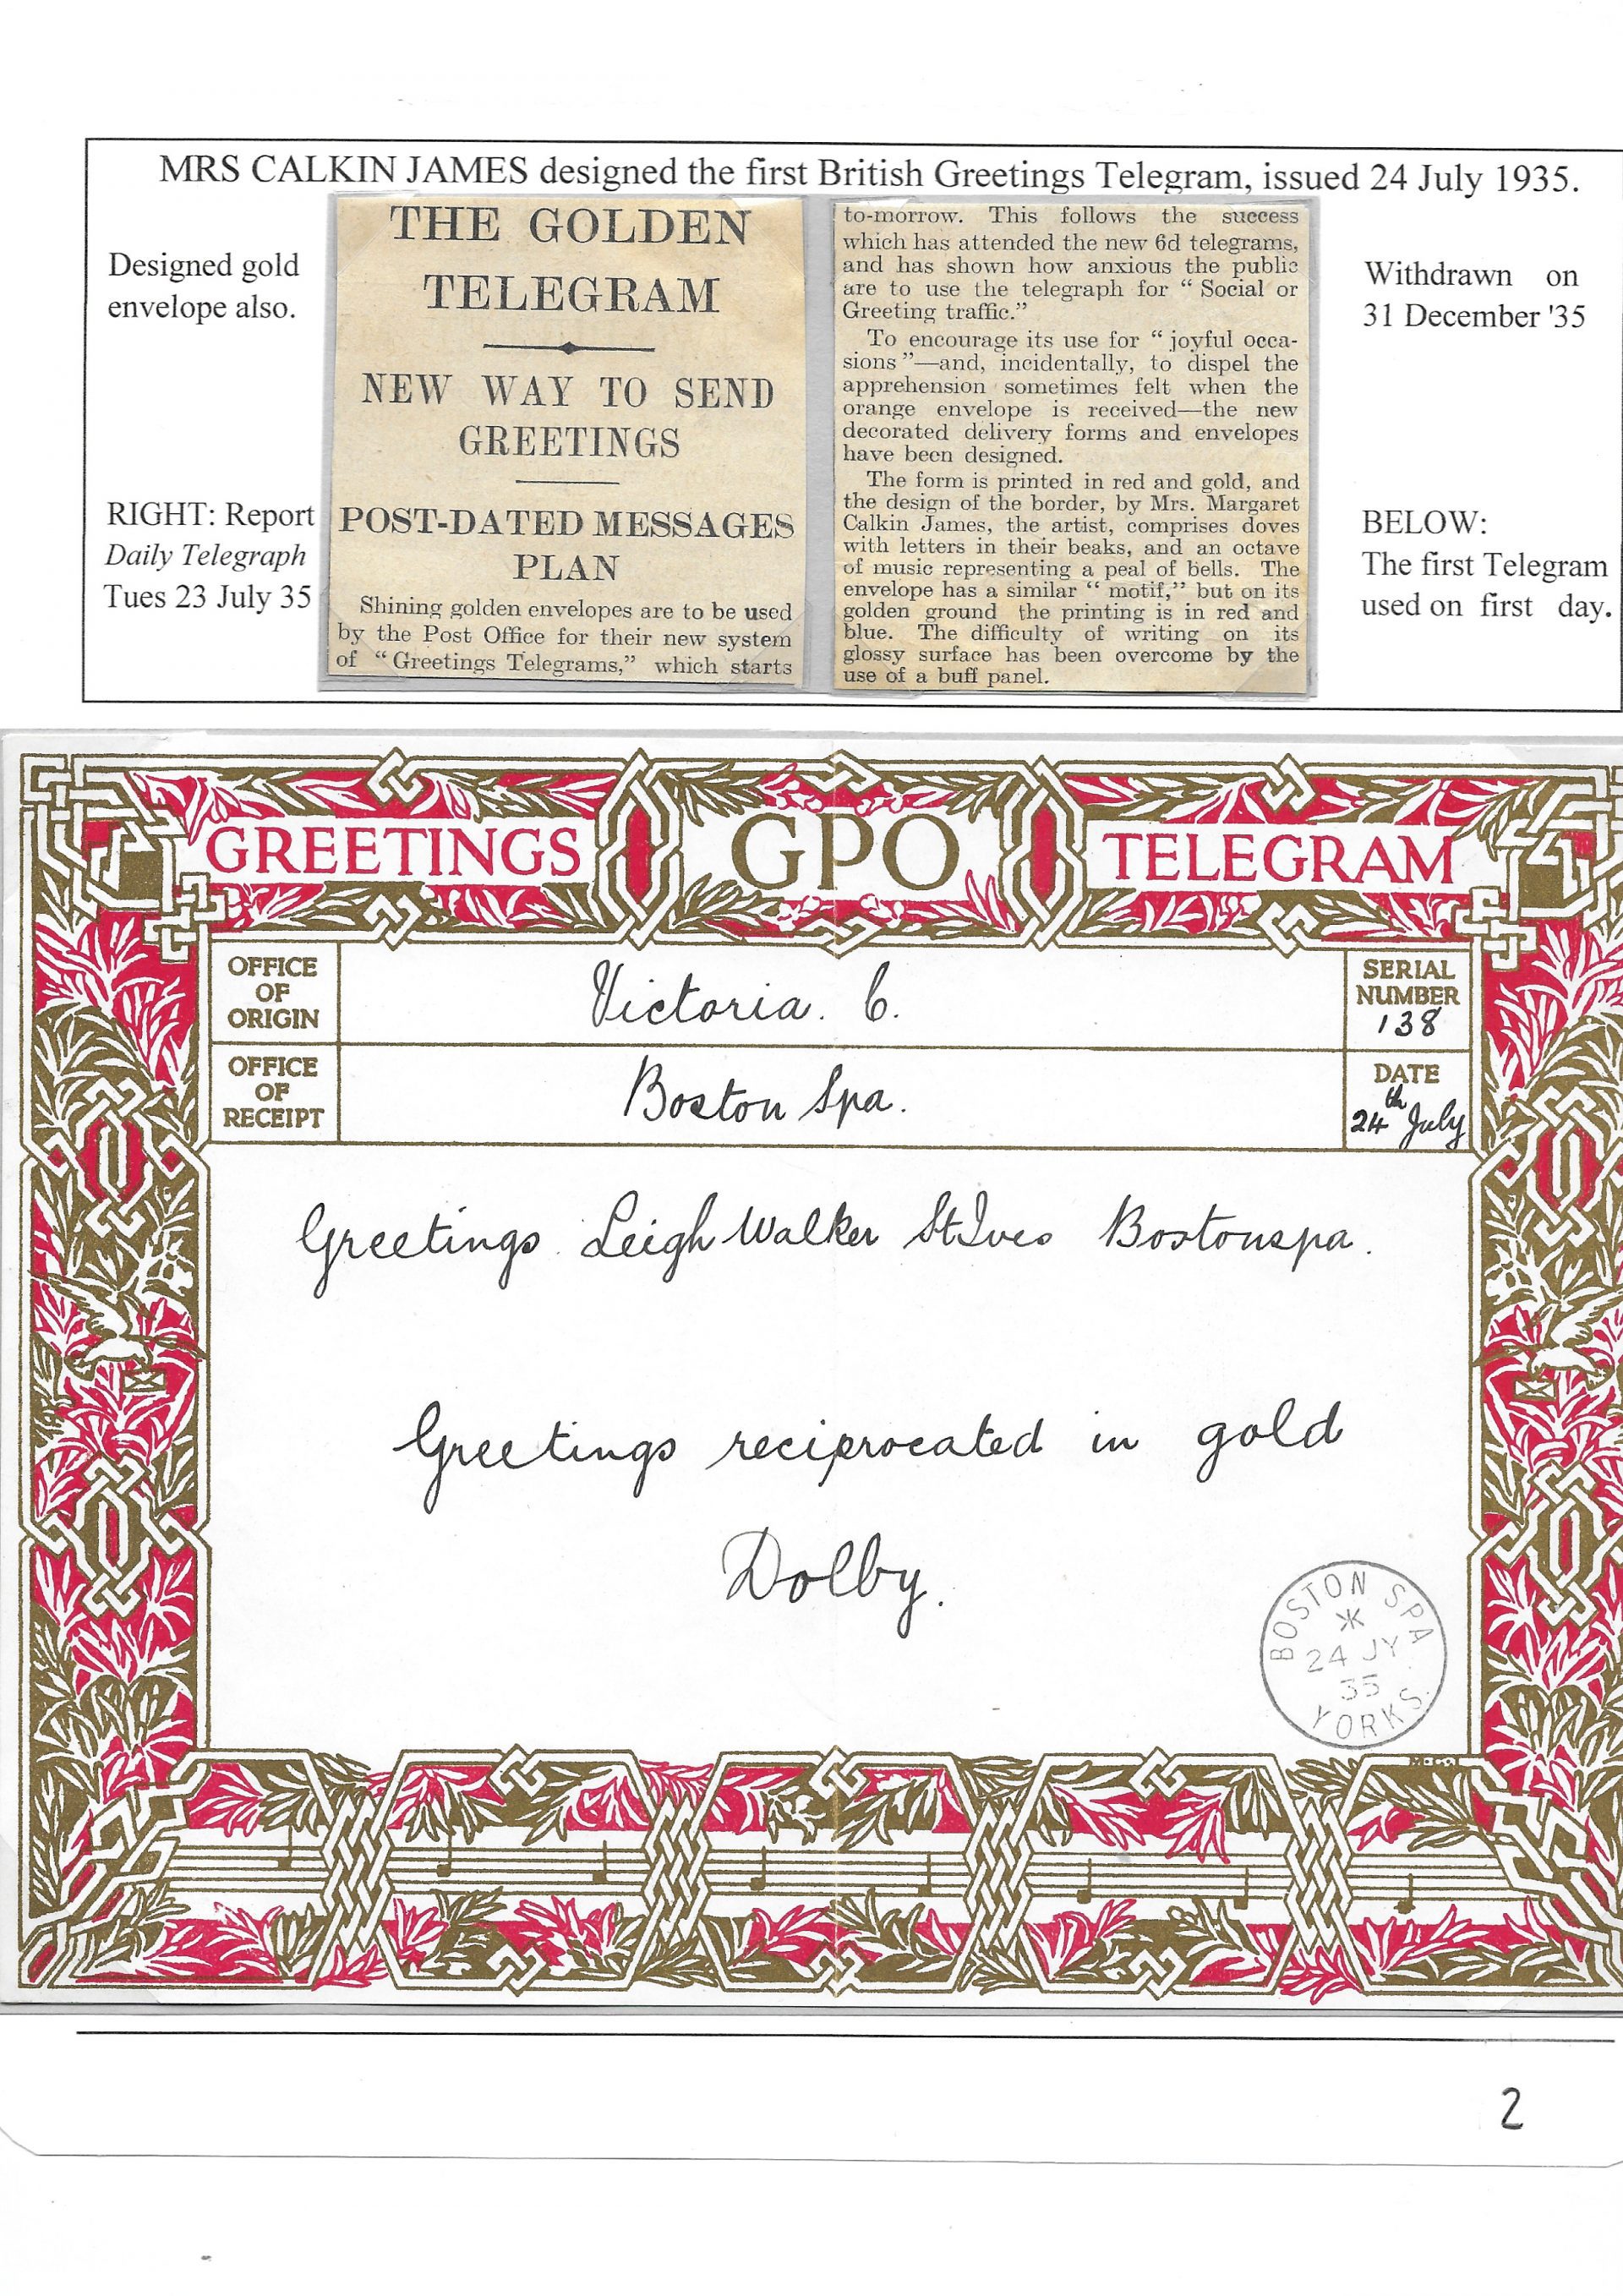 MRS CALKIN JAMES designed the first British Greetings Telegram, issued 24 July 1935.
Designed gold
envelope also.
RIGHT: Report
Daily Telegraph
Tues 23 July 35
THE GOLDEN
TELEGRAM
NEW WAY TO SEND
GREETINGS
POST-DATED MESSAGES
PLAN
Shining golden envelopes are to be used
by the Post Office for their new system
of “Greetings Telegrams,” which starts
to-morrow. This follows the success
which has attended the new 6d telegrams,
and has shown how anxious the public
are to use the telegraph for “ Social or
Greeting traffic.”
To encourage its use for “ joyful occa-
sions ”—and, incidentally, to dispel the
apprehension sometimes felt when the
orange envelope is received—the new
decorated delivery forms and envelopes
have been designed.
The form is printed in red and gold, and
the design of the border, by Mrs. Margaret
Calkin James, the artist, comprises doves
with letters in their beaks, and an octave
of music representing a peal of bells. The
envelope has a similar “ motif,” but on its
golden ground the printing is in red and
blue. The difficulty of writing on its
glossy surface has been overcome by the
use of a buff panel.
Withdrawn on
31 December '35
BELOW:
The first Telegram
used on first day.
GREETINGS GPO TELEGRAM
OFFICE
OF
ORIGIN
Victoria. C.
SERIAL
NUMBER
138
OFFICE
OF
RECEIPT
Boston Spa.
DATE
24th July
Greetings Leigh Walker St Ives Bostonspa.
Greetings reciprocated in gold
Dolby.
BOSTON SPA
24 JY
35
YORKS.
2